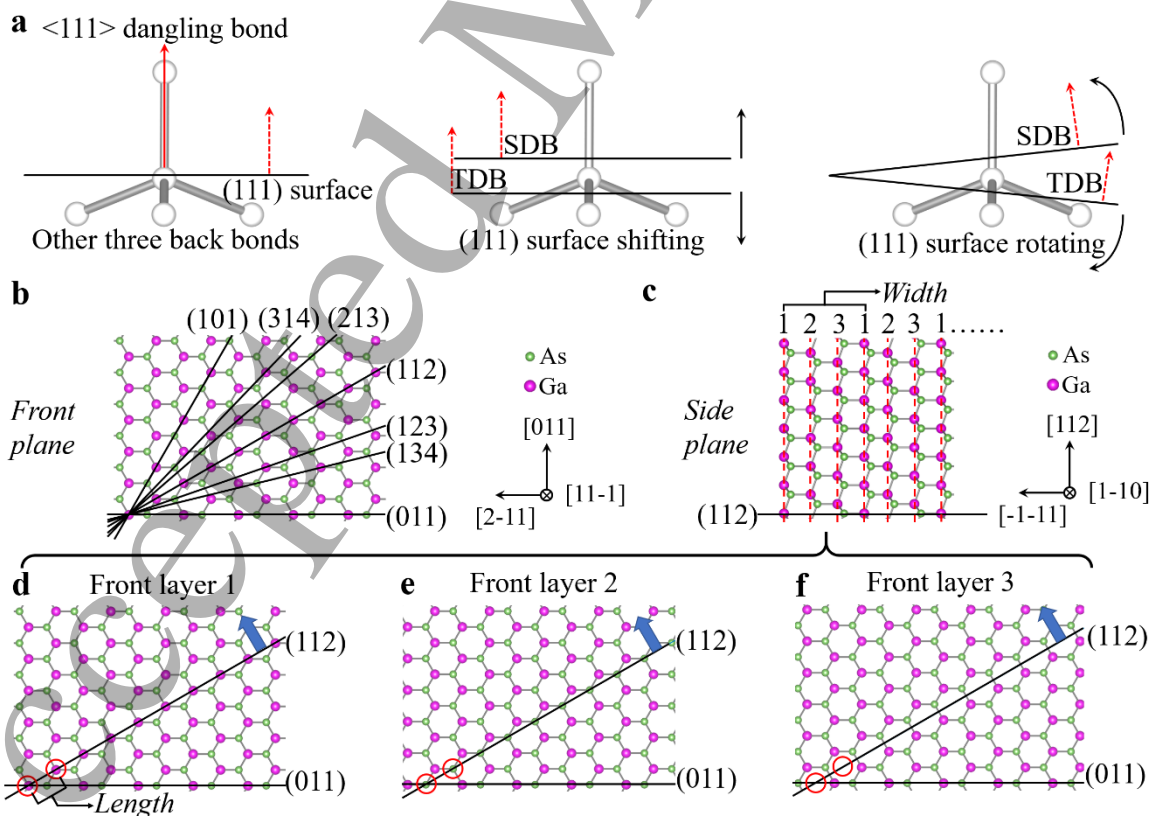 a
<111> dangling bond
(111) surface
Other three back bonds
SDB
TDB
(111) surface shifting
SDB
TDB
(111) surface rotating
b
(101) (314) (213)
(112)
(123)
(134)
(011)
Front
plane
As
Ga
[011]
[11-1]
[2-11]
c
Width
1 2 3 1 2 3 1……
Side
plane
(112)
As
Ga
[112]
[1-10]
[-1-11]
d
Front layer 1
(112)
(011)
Length
e
Front layer 2
(112)
(011)
f
Front layer 3
(112)
(011)